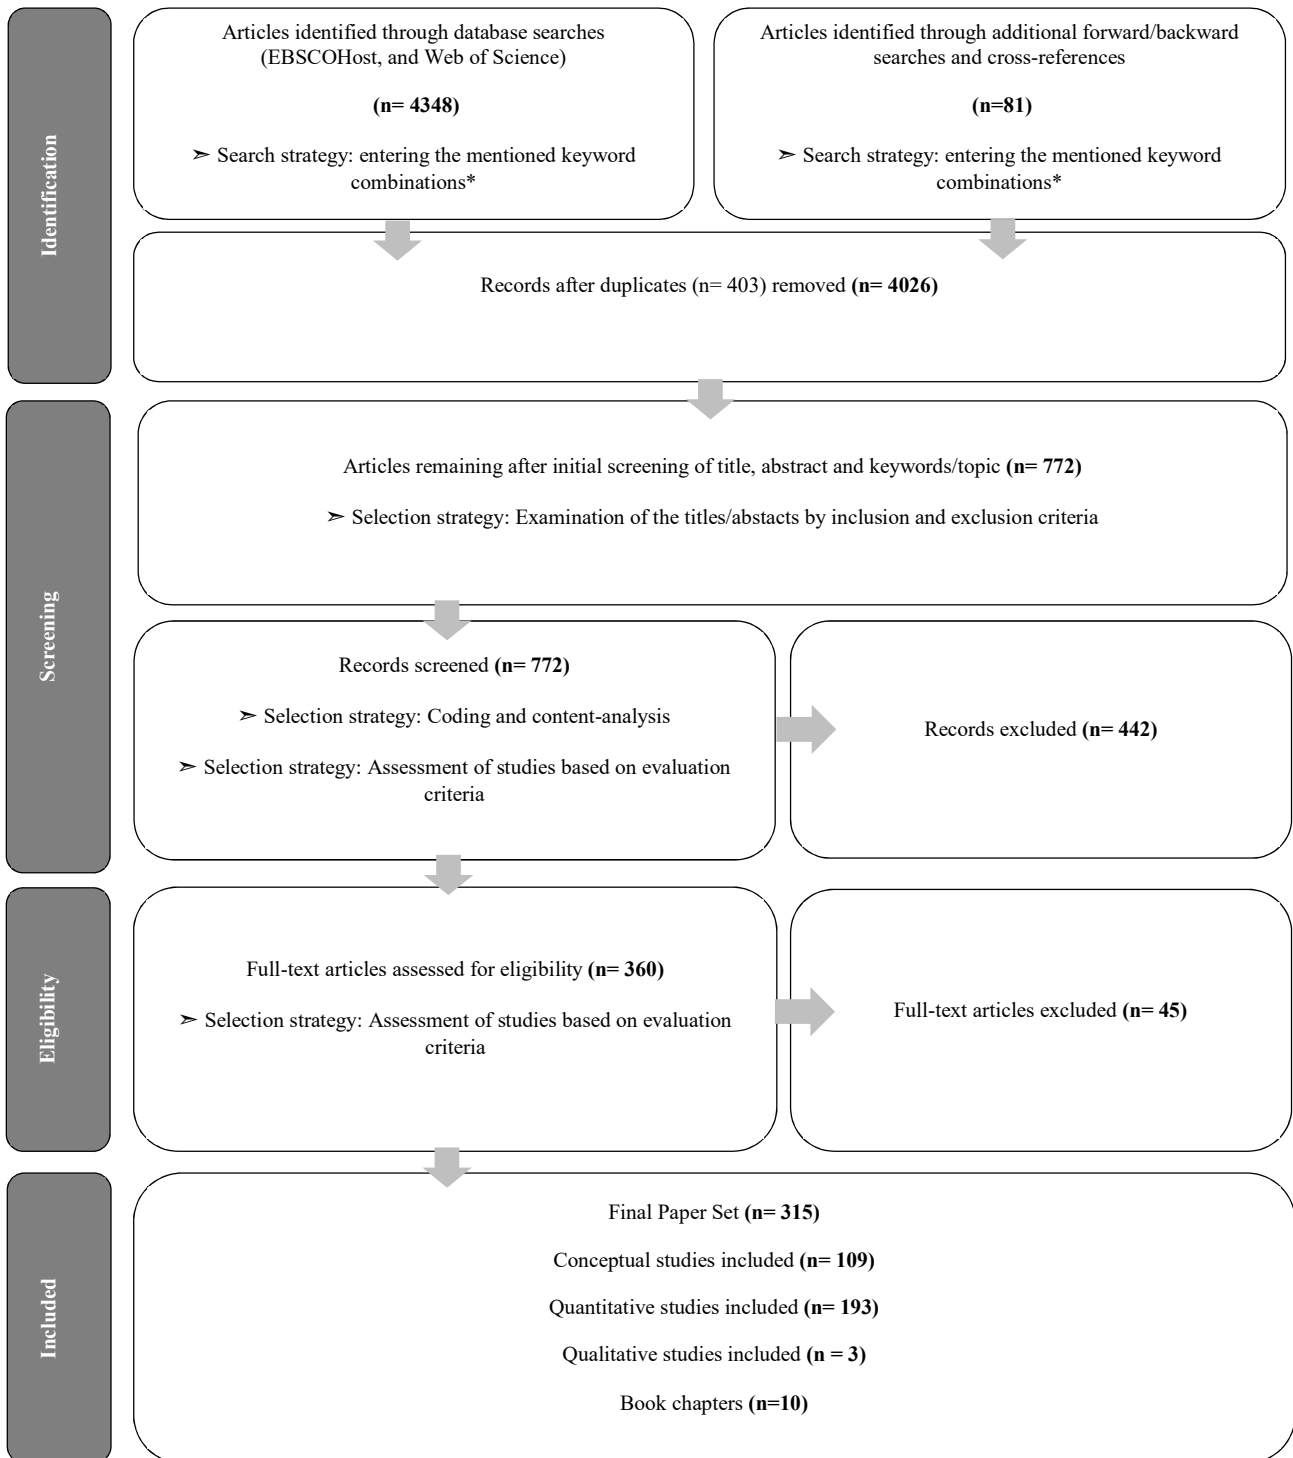 Identification
Articles identified through database searches
(EBSCOHost, and Web of Science)
(n= 4348)
➣ Search strategy: entering the mentioned keyword
combinations*
Articles identified through additional forward/backward
searches and cross-references
(n=81)
➣ Search strategy: entering the mentioned keyword
combinations*
Records after duplicates (n= 403) removed (n= 4026)
Screening
Articles remaining after initial screening of title, abstract and keywords/topic (n= 772)
➣ Selection strategy: Examination of the titles/abstacts by inclusion and exclusion criteria
Records screened (n= 772)
➣ Selection strategy: Coding and content-analysis
➣ Selection strategy: Assessment of studies based on evaluation
criteria
Records excluded (n= 442)
Eligibility
Full-text articles assessed for eligibility (n= 360)
➣ Selection strategy: Assessment of studies based on evaluation
criteria
Full-text articles excluded (n= 45)
Included
Final Paper Set (n= 315)
Conceptual studies included (n= 109)
Quantitative studies included (n= 193)
Qualitative studies included (n = 3)
Book chapters (n=10)